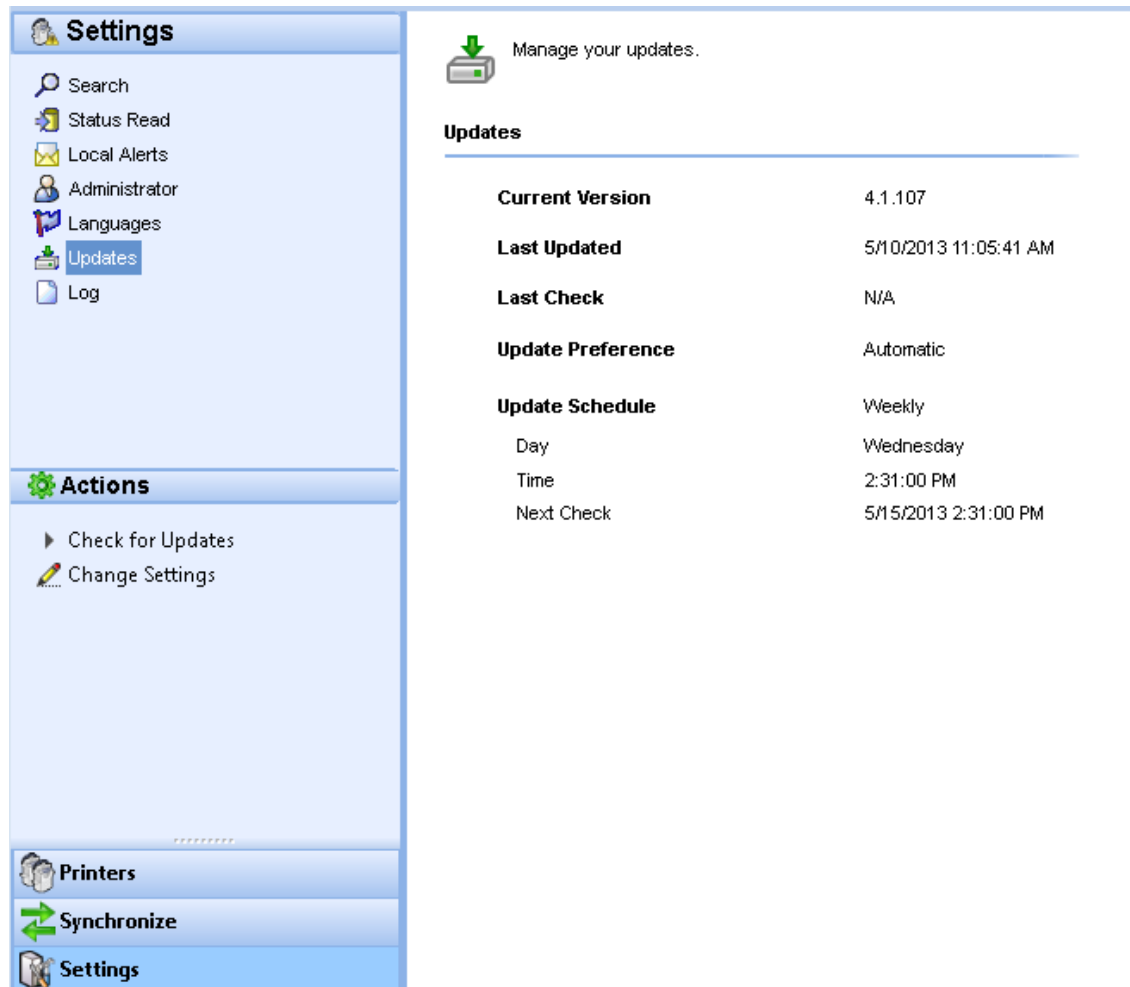 Settings
Search
Status Read
Local Alerts
Administrator
Languages
Updates
Log
Actions
Check for Updates
Change Settings
Printers
Synchronize
Settings
Manage your updates.
Updates
Current Version 4.1.107
Last Updated 5/10/2013 11:05:41 AM
Last Check N/A
Update Preference Automatic
Update Schedule Weekly
Day Wednesday
Time 2:31:00 PM
Next Check 5/15/2013 2:31:00 PM